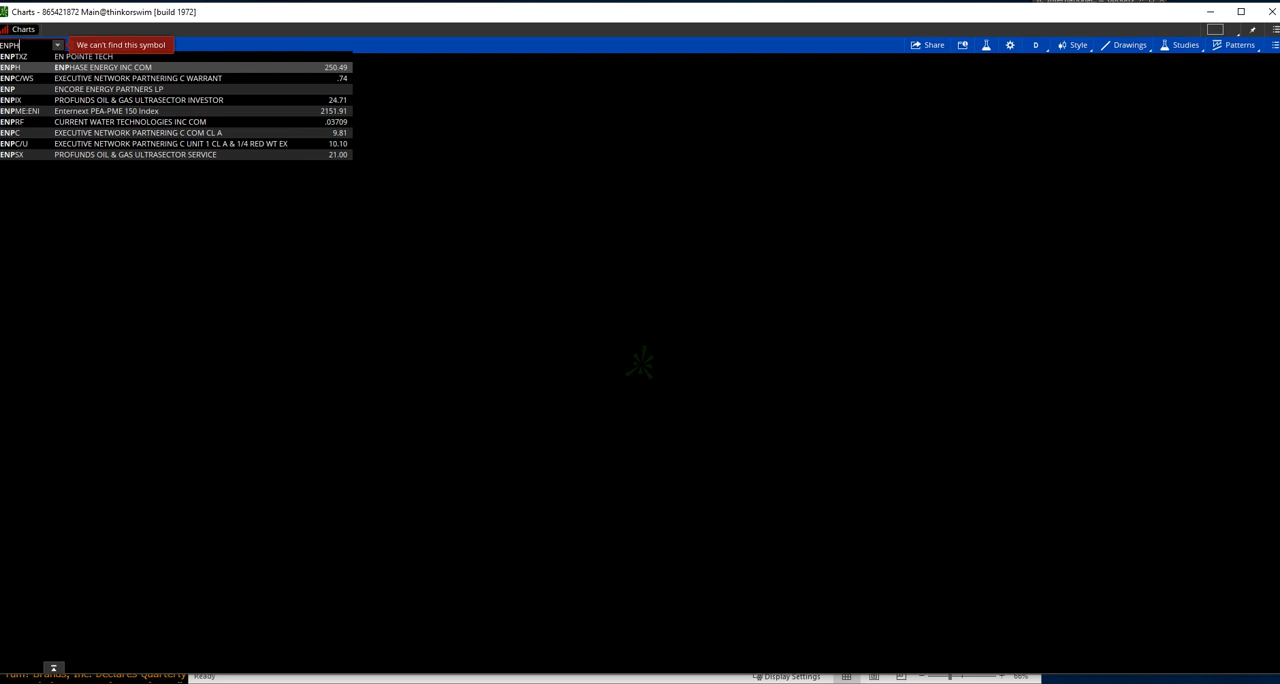 Charts - 865421872 Main@thinkorswim [build 1972]
Charts
ENPH We can't find this symbol Share D Style Drawings Studies Patterns
ENPTXZ EN POINTE TECH
ENPH ENPHASE ENERGY INC COM 250.49
ENPC/WS EXECUTIVE NETWORK PARTNERING C WARRANT .74
ENP ENCORE ENERGY PARTNERS LP
ENPIX PROFUNDS OIL & GAS ULTRASECTOR INVESTOR 24.71
ENPME:ENI Enternext PEA-PME 150 Index 2151.91
ENPRF CURRENT WATER TECHNOLOGIES INC COM .03709
ENPC EXECUTIVE NETWORK PARTNERING C COM CL A 9.81
ENPC/U EXECUTIVE NETWORK PARTNERING C UNIT 1 CL A & 1/4 RED WT EX 10.10
ENPSX PROFUNDS OIL & GAS ULTRASECTOR SERVICE 21.00
Yum! Brands, Inc. Declares Quarterly Ready Display Settings 66%